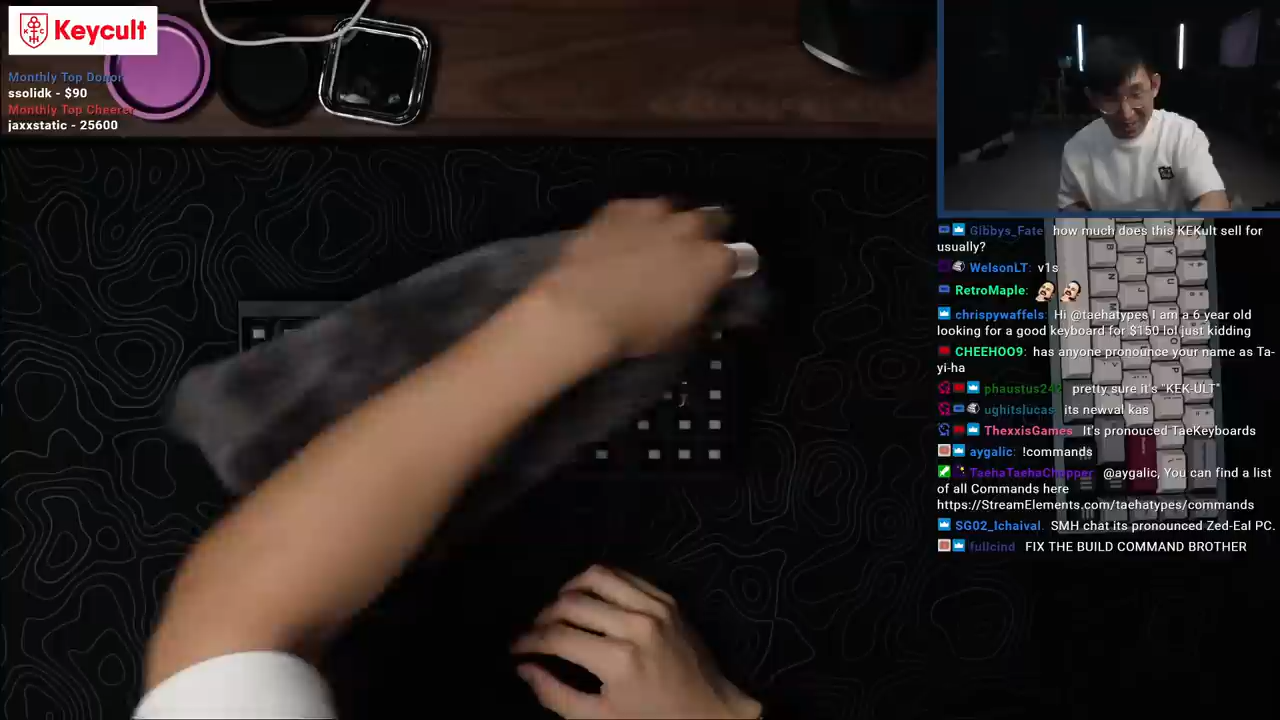 Keycult
Monthly Top Donor
ssolidk - $90
Monthly Top Cheerer
jaxxstatic - 25600
Gibbys_Fate how much does this KEKult sell for
usually?
WelsonLT: v1s
RetroMaple:
chrispywaffels: Hi @taehatypes I am a 6 year old
looking for a good keyboard for $150 lol just kidding
CHEEHOO9: has anyone pronounce your name as Ta-
yi-ha
phaustus242 pretty sure it's "KEK-ULT"
ughitslucas its newval kas
ThexxisGames It's pronouced TaeKeyboards
aygalic: !commands
TaehaTaehaChopper @aygalic, You can find a list
of all Commands here
https://StreamElements.com/taehatypes/commands
SG02_Ichaival. SMH chat its pronounced Zed-Eal PC.
fullcind FIX THE BUILD COMMAND BROTHER